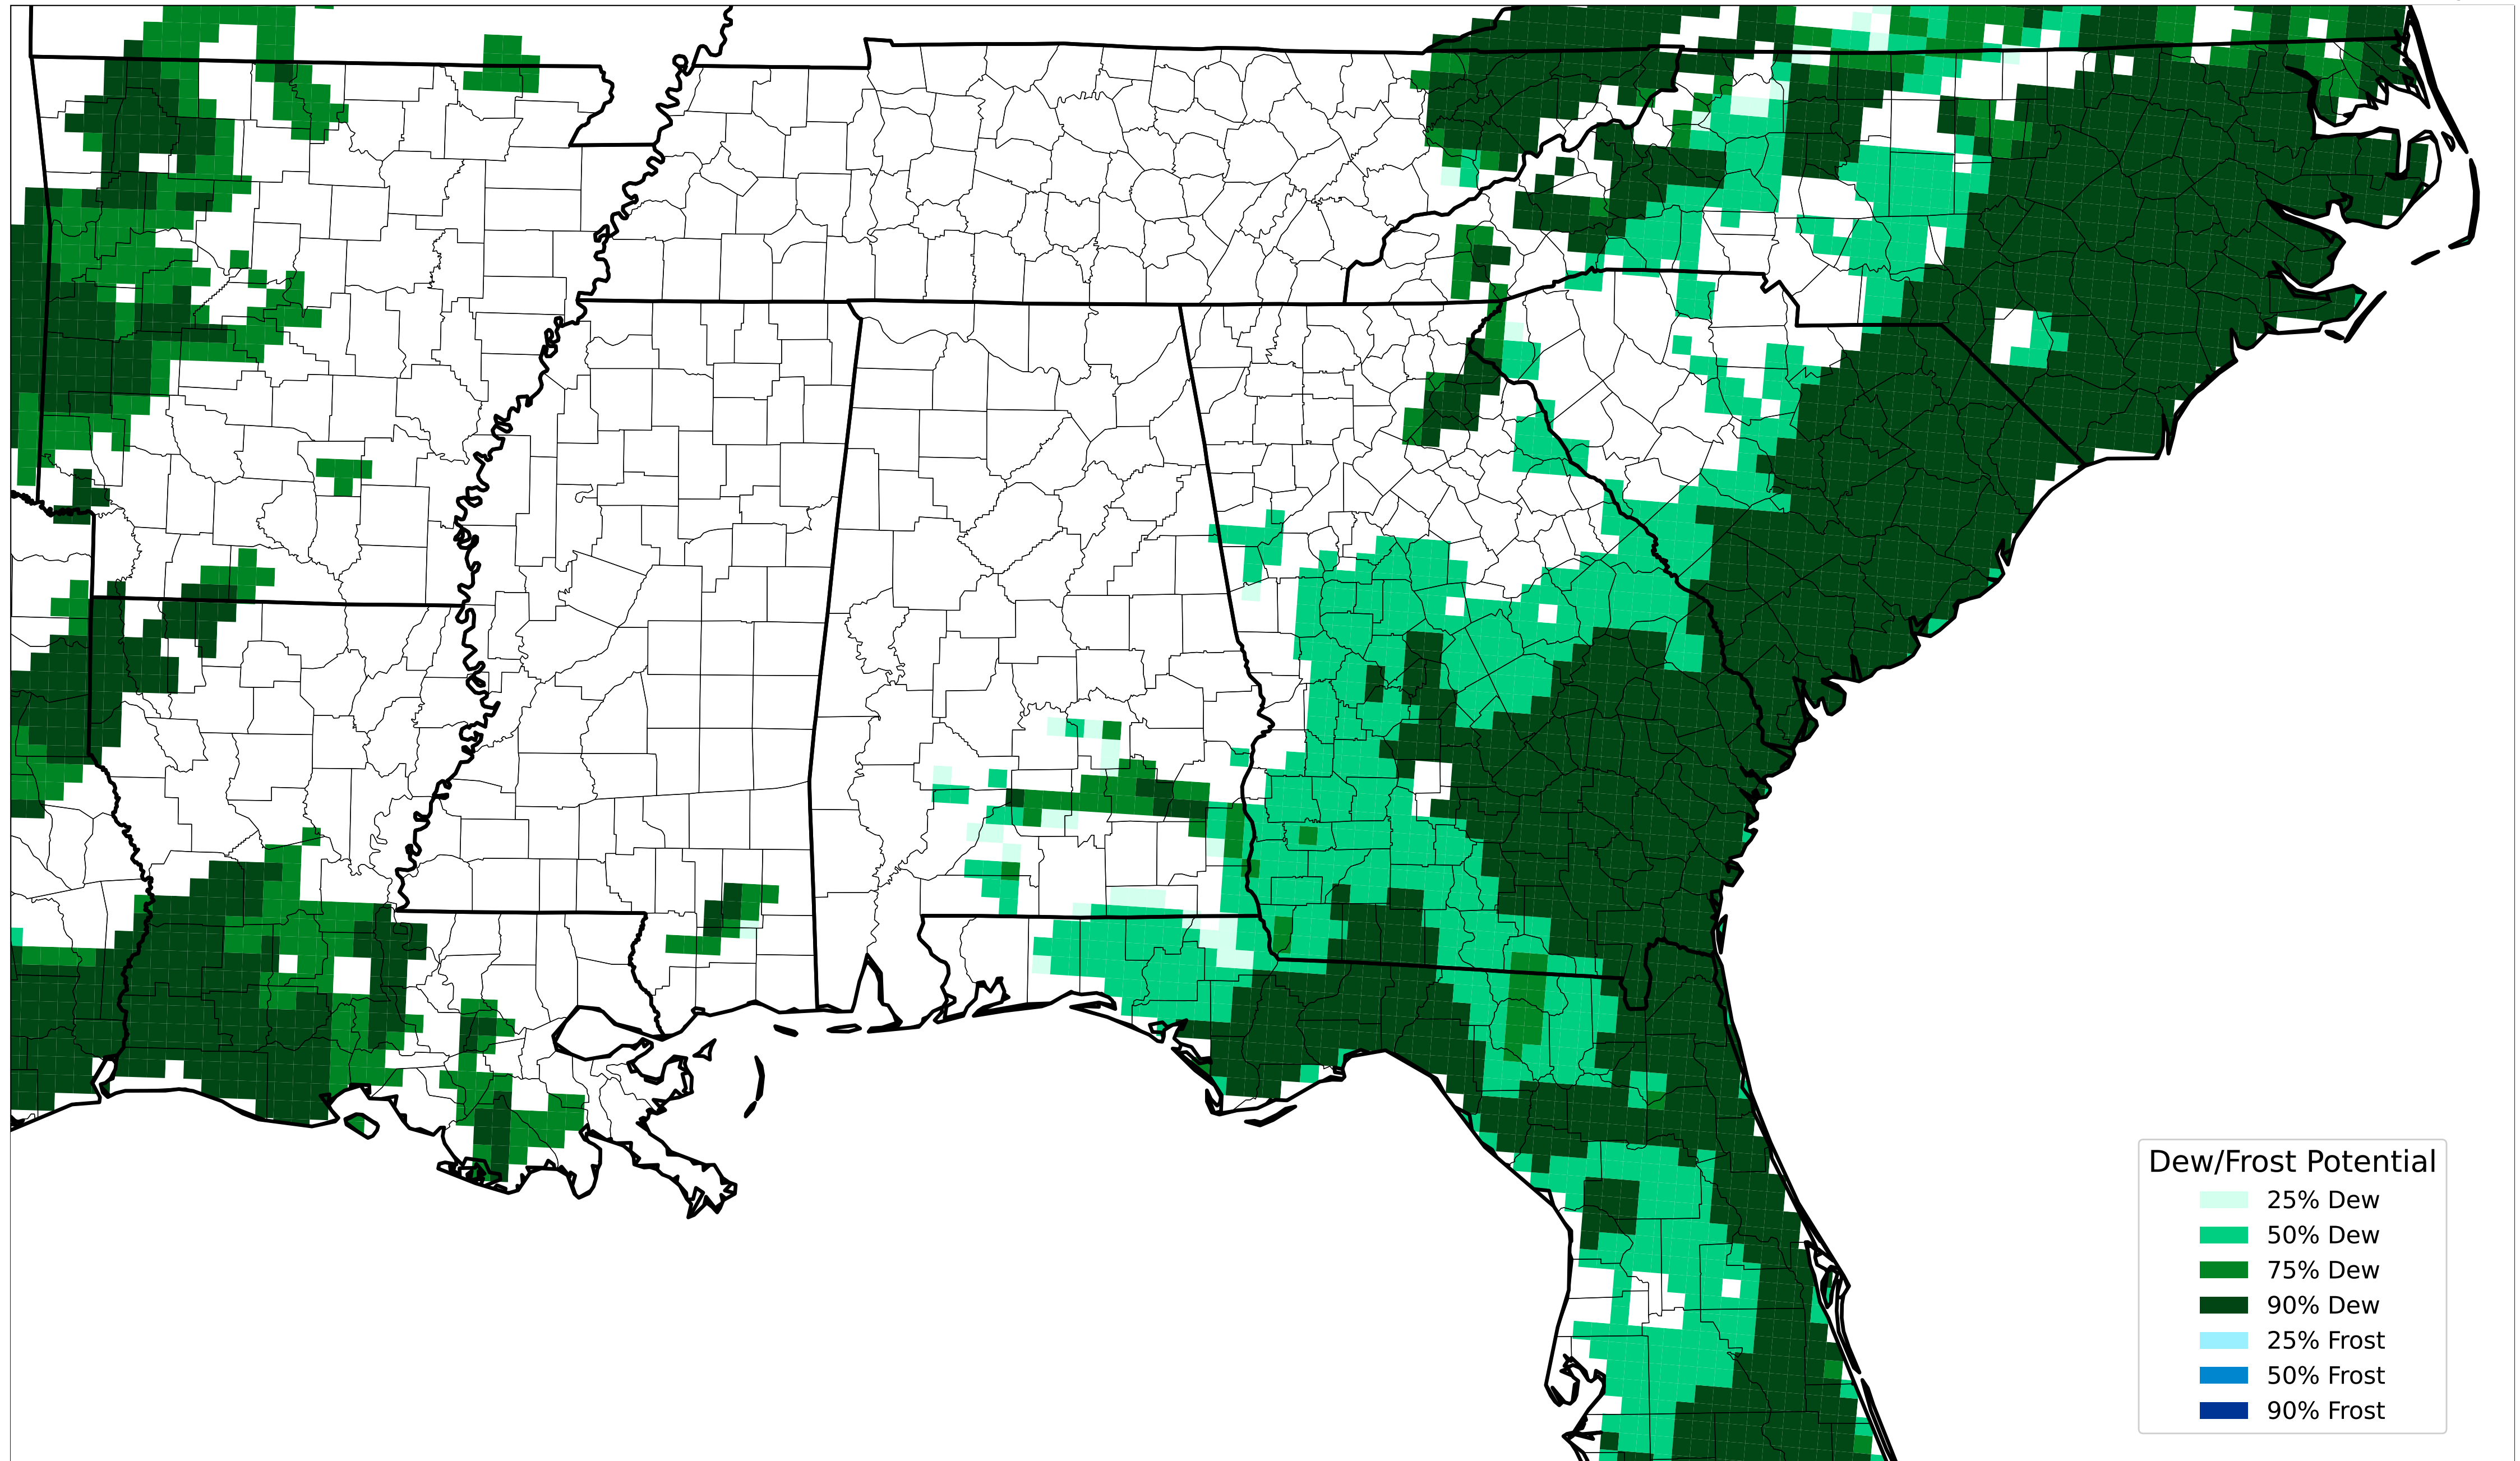 Dew/Frost Potential
25% Dew
50% Dew
75% Dew
90% Dew
25% Frost
50% Frost
90% Frost